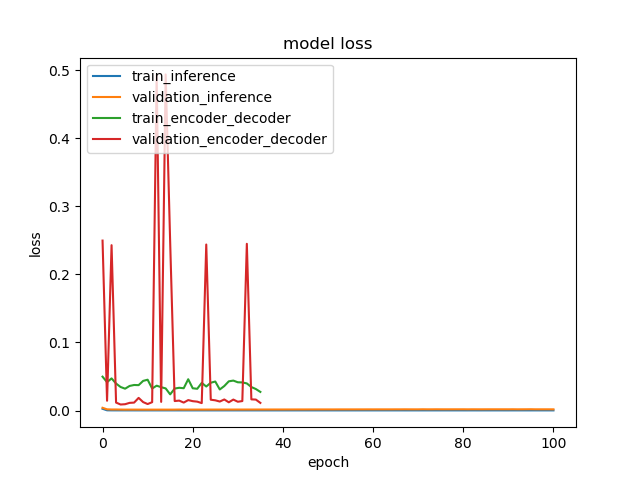 model loss
train_inference
validation_inference
train_encoder_decoder
validation_encoder_decoder
0.5
0.4
0.3
0.2
0.1
0.0
loss
0 20 40 60 80 100
epoch